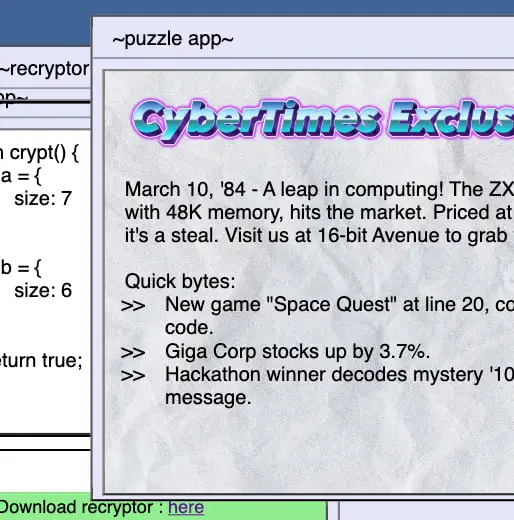 ~puzzle app~
~recryptor
CyberTimes
March 10, '84 - A leap in computing! The ZX
with 48K memory, hits the market. Priced at
it's a steal. Visit us at 16-bit Avenue to grab
Quick bytes:
>> New game "Space Quest" at line 20, co
code.
>> Giga Corp stocks up by 3.7%.
>> Hackathon winner decodes mystery '10
message.
crypt() {
a = {
size: 7
b = {
size: 6
true;
Download recryptor : here